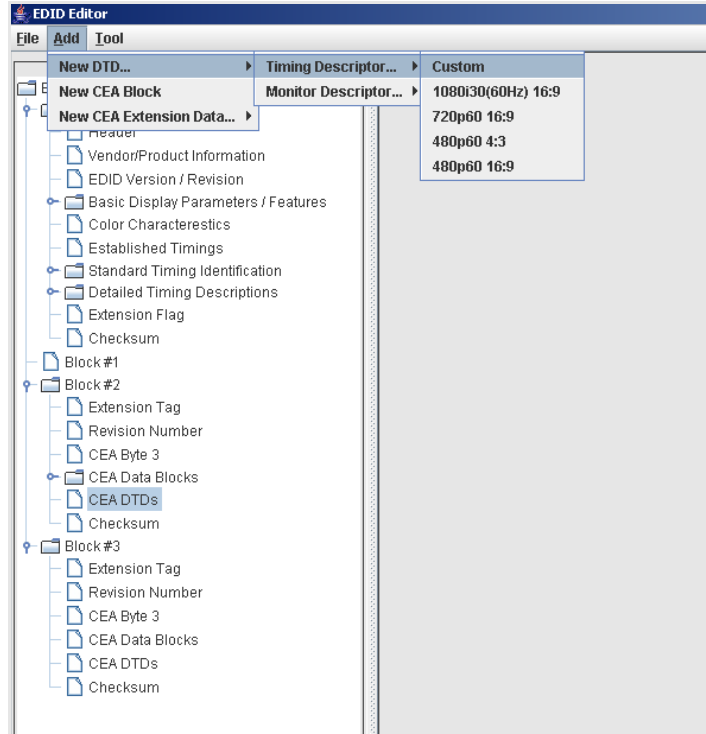 EDID Editor
File Add Tool
New DTD...
New CEA Block
New CEA Extension Data...
Timing Descriptor...
Monitor Descriptor...
Custom
1080i30(60Hz) 16:9
720p60 16:9
480p60 4:3
480p60 16:9
Header
Vendor/Product Information
EDID Version / Revision
Basic Display Parameters / Features
Color Characterestics
Established Timings
Standard Timing Identification
Detailed Timing Descriptions
Extension Flag
Checksum
Block #1
Block #2
Extension Tag
Revision Number
CEA Byte 3
CEA Data Blocks
CEA DTDs
Checksum
Block #3
Extension Tag
Revision Number
CEA Byte 3
CEA Data Blocks
CEA DTDs
Checksum